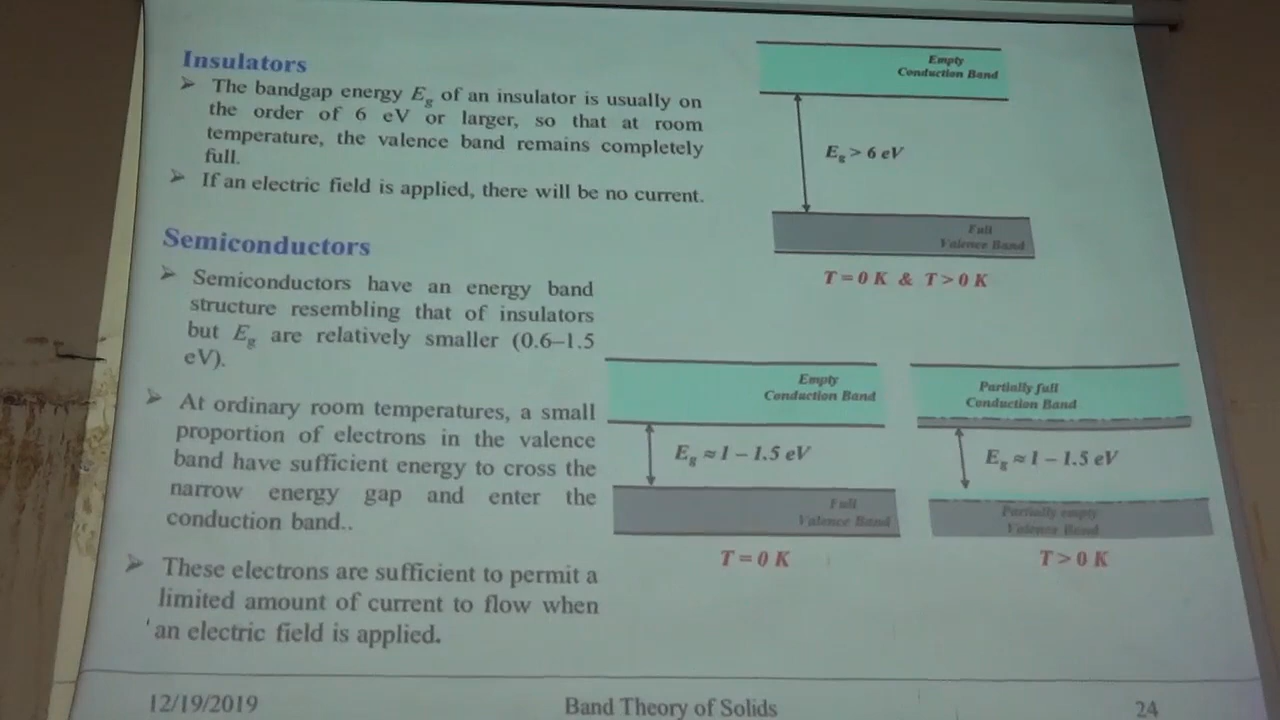 Insulators
➢ The bandgap energy Eg of an insulator is usually on
the order of 6 eV or larger, so that at room
temperature, the valence band remains completely
full.
➢ If an electric field is applied, there will be no current.
Empty
Conduction Band
Eg > 6 eV
Full
Valence Band
T = 0 K & T > 0 K
Semiconductors
➢ Semiconductors have an energy band
structure resembling that of insulators
but Eg are relatively smaller (0.6–1.5
eV).
➢ At ordinary room temperatures, a small
proportion of electrons in the valence
band have sufficient energy to cross the
narrow energy gap and enter the
conduction band..
➢ These electrons are sufficient to permit a
limited amount of current to flow when
an electric field is applied.
Empty
Conduction Band
Eg ≈ 1 – 1.5 eV
Full
Valence Band
T = 0 K
Partially full
Conduction Band
Eg ≈ 1 – 1.5 eV
Partially empty
Valence Band
T > 0 K
12/19/2019
Band Theory of Solids
24